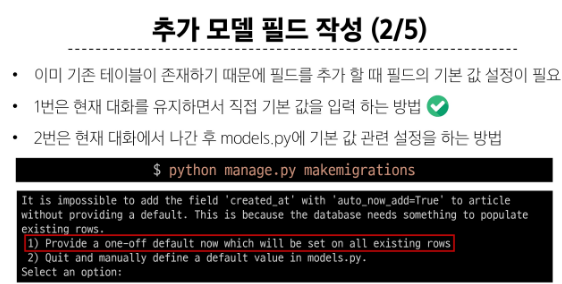 추가 모델 필드 작성 (2/5)
• 이미 기존 테이블이 존재하기 때문에 필드를 추가 할 때 필드의 기본 값 설정이 필요
• 1번은 현재 대화를 유지하면서 직접 기본 값을 입력 하는 방법
• 2번은 현재 대화에서 나간 후 models.py에 기본 값 관련 설정을 하는 방법
$ python manage.py makemigrations
It is impossible to add the field 'created_at' with 'auto_now_add=True' to article
without providing a default. This is because the database needs something to populate
existing rows.
1) Provide a one-off default now which will be set on all existing rows
2) Quit and manually define a default value in models.py.
Select an option: